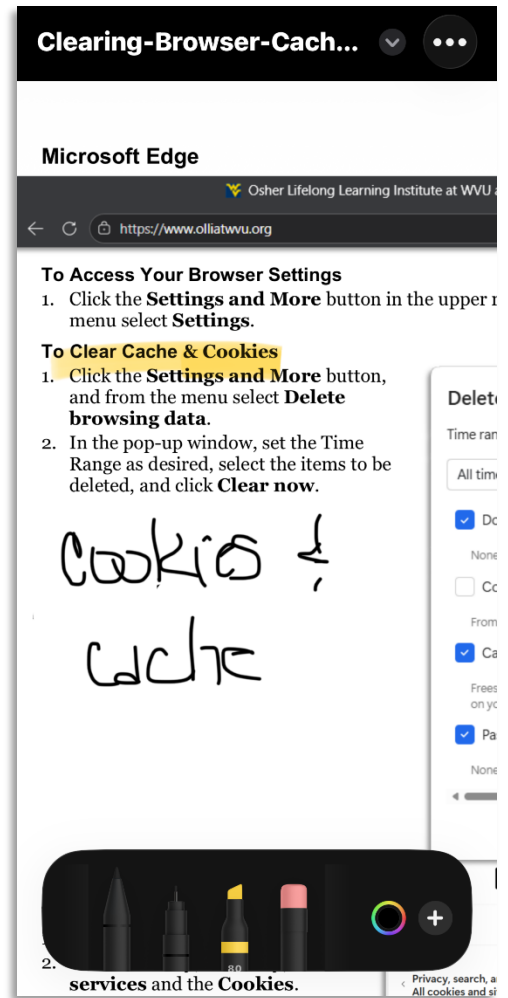 Clearing-Browser-Cach...
Microsoft Edge
Osher Lifelong Learning Institute at WVU
https://www.olliatwvu.org
To Access Your Browser Settings
1. Click the Settings and More button in the upper
menu select Settings.
To Clear Cache & Cookies
1. Click the Settings and More button,
and from the menu select Delete
browsing data.
2. In the pop-up window, set the Time
Range as desired, select the items to be
deleted, and click Clear now.
Delet
Time ran
All tim
Do
None
Co
From
Ca
Frees
on yo
Pa
None
cookies &
cache
80
2.
services and the Cookies.
Privacy, search, a
All cookies and si